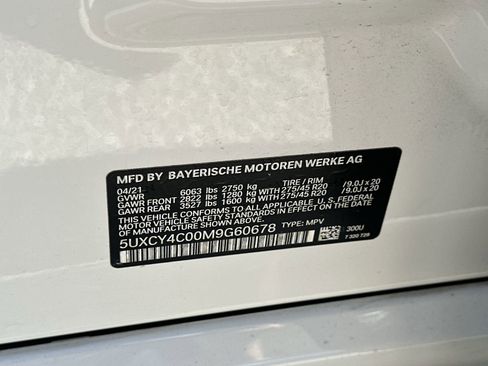 MFD BY BAYERISCHE MOTOREN WERKE AG
04/21 6063 lbs 2750 kg TIRE / RIM
GVWR
GAWR FRONT 2822 lbs 1280 kg WITH 275/45 R20 /9.0J x 20
GAWR REAR 3527 lbs 1600 kg WITH 275/45 R20 /9.0J x 20
THIS VEHICLE CONFORMS TO ALL APPLICABLE U. S. FEDERAL
MOTOR VEHICLE SAFETY STANDARDS IN EFFECT ON THE DATE
OF MANUFACTURE SHOWN ABOVE.
5UXCY4C00M9G60678 TYPE: MPV 300U
7 320 728